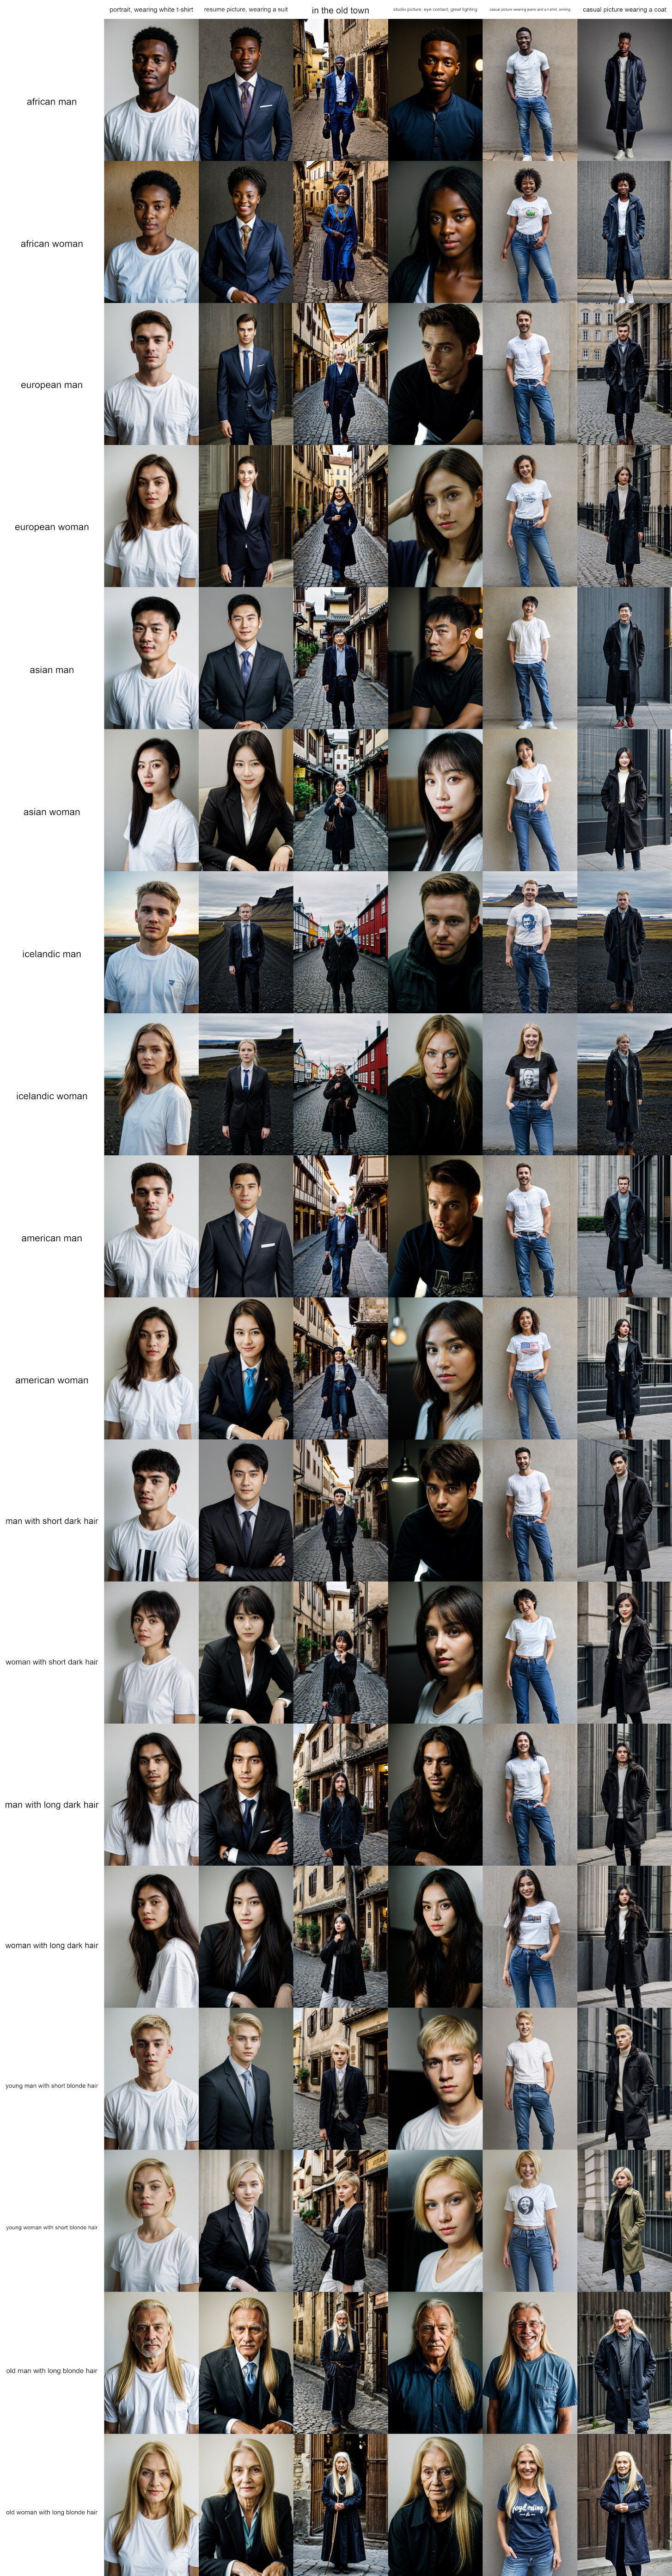 portrait, wearing white t-shirt
resume picture, wearing a suit
in the old town
studio picture, eye contact, great lighting
casual picture wearing jeans and a t-shirt, smiling
casual picture wearing a coat
african man
african woman
european man
european woman
asian man
asian woman
icelandic man
icelandic woman
american man
american woman
man with short dark hair
woman with short dark hair
man with long dark hair
woman with long dark hair
young man with short blonde hair
young woman with short blonde hair
old man with long blonde hair
old woman with long blonde hair